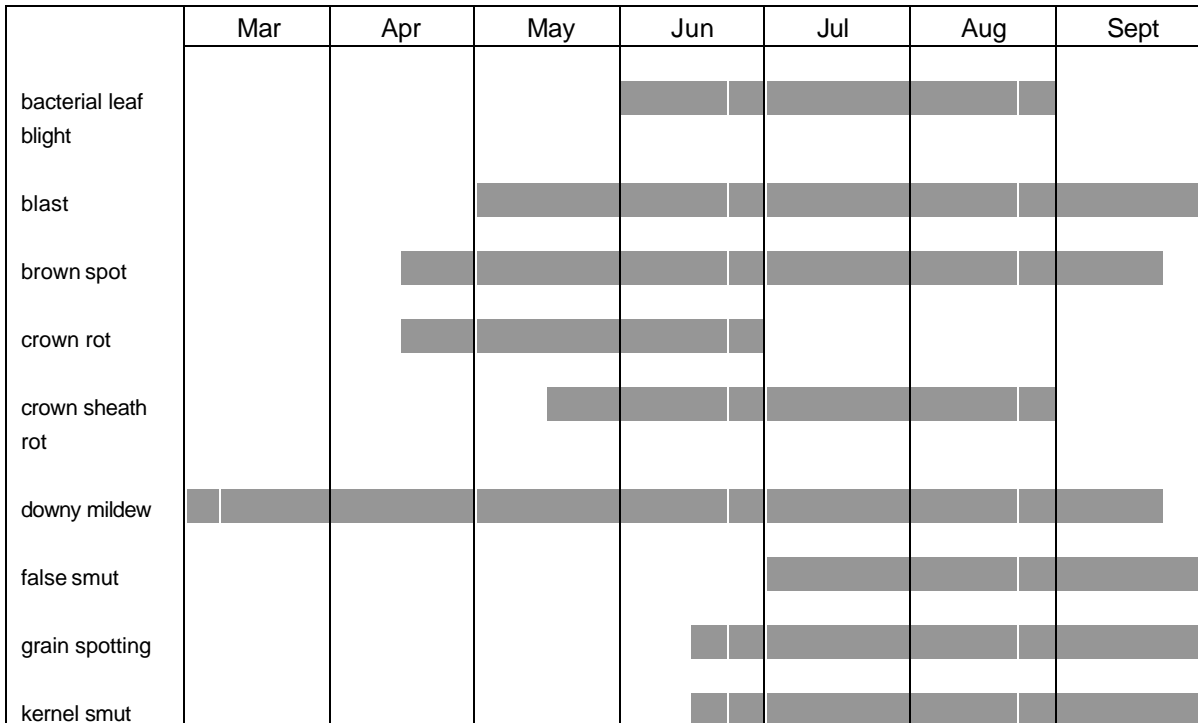 Mar Apr May Jun Jul Aug Sept
bacterial leaf
blight
blast
brown spot
crown rot
crown sheath
rot
downy mildew
false smut
grain spotting
kernel smut